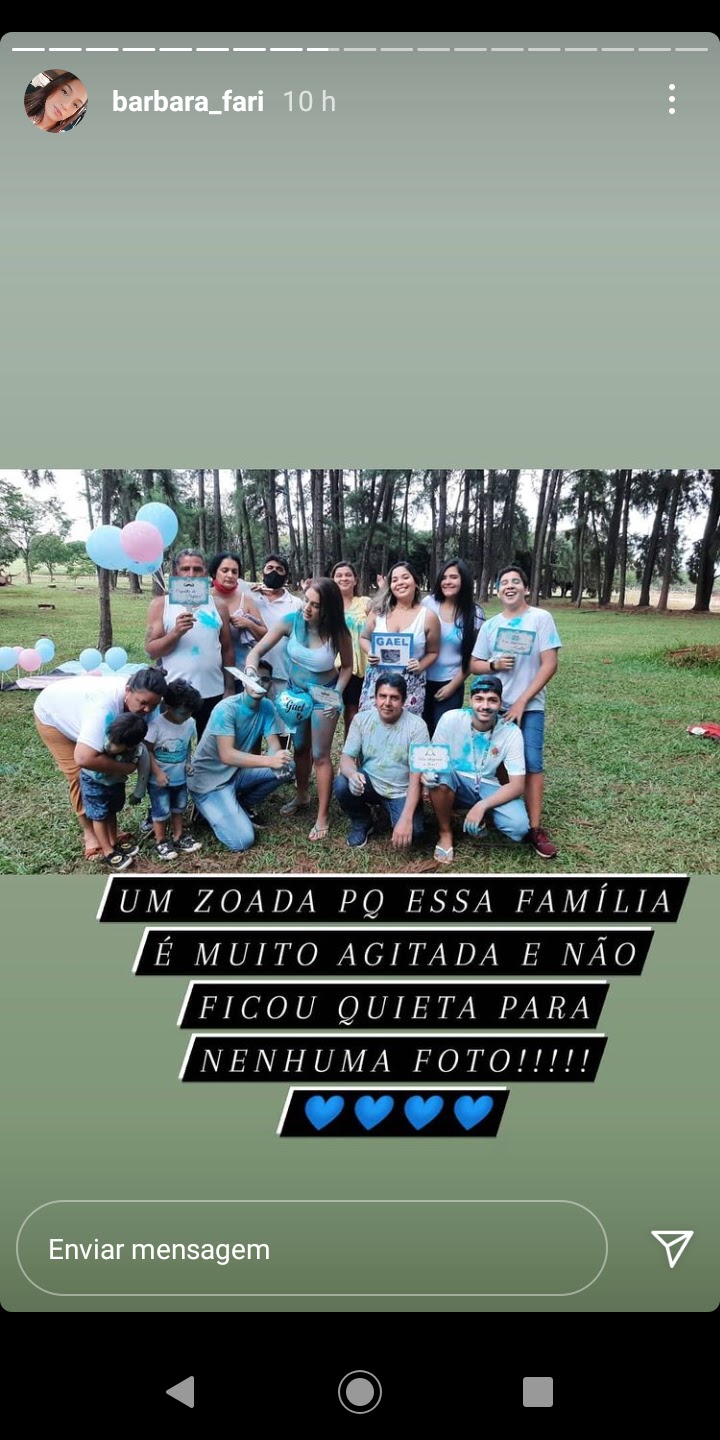 barbara_fari 10 h
GAEL
Gael
UM ZOADA PQ ESSA FAMÍLIA
É MUITO AGITADA E NÃO
FICOU QUIETA PARA
NENHUMA FOTO!!!!!
💙 💙 💙 💙
Enviar mensagem